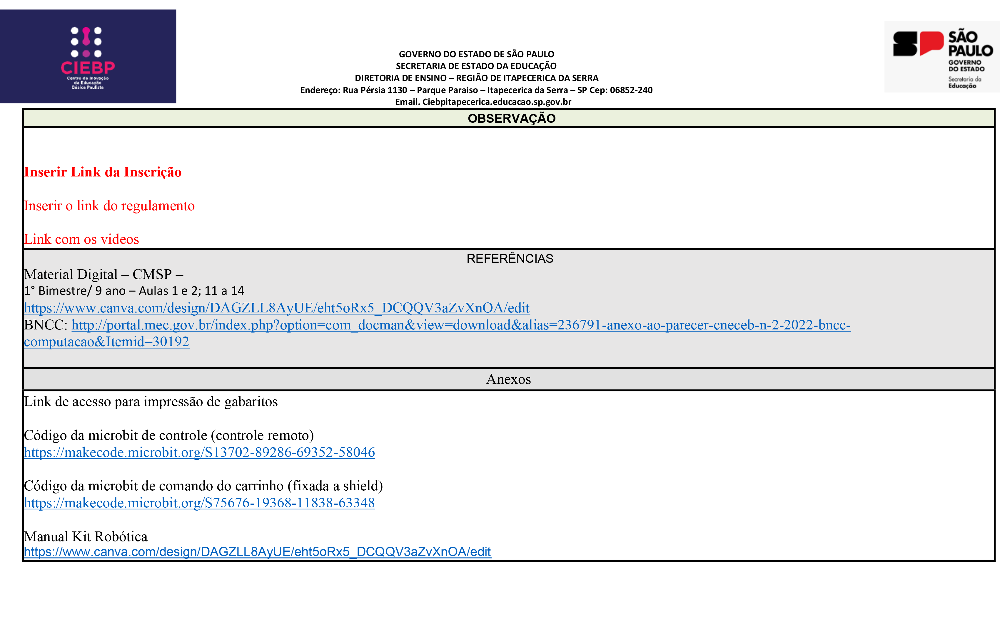 CIEBP
Centro de Inovação
da Educação
Básica Paulista
GOVERNO DO ESTADO DE SÃO PAULO
SECRETARIA DE ESTADO DA EDUCAÇÃO
DIRETORIA DE ENSINO – REGIÃO DE ITAPECERICA DA SERRA
Endereço: Rua Pérsia 1130 – Parque Paraiso – Itapecerica da Serra – SP Cep: 06852-240
Email. Ciebpitapecerica.educacao.sp.gov.br
SP
SÃO
PAULO
GOVERNO
DO ESTADO
Secretaria da
Educação
OBSERVAÇÃO
Inserir Link da Inscrição
Inserir o link do regulamento
Link com os videos
REFERÊNCIAS
Material Digital – CMSP –
1° Bimestre/ 9 ano – Aulas 1 e 2; 11 a 14
https://www.canva.com/design/DAGZLL8AyUE/eht5oRx5_DCQQV3aZvXnOA/edit
BNCC: http://portal.mec.gov.br/index.php?option=com_docman&view=download&alias=236791-anexo-ao-parecer-cneceb-n-2-2022-bncc-
computacao&Itemid=30192
Anexos
Link de acesso para impressão de gabaritos
Código da microbit de controle (controle remoto)
https://makecode.microbit.org/S13702-89286-69352-58046
Código da microbit de comando do carrinho (fixada a shield)
https://makecode.microbit.org/S75676-19368-11838-63348
Manual Kit Robótica
https://www.canva.com/design/DAGZLL8AyUE/eht5oRx5_DCQQV3aZvXnOA/edit